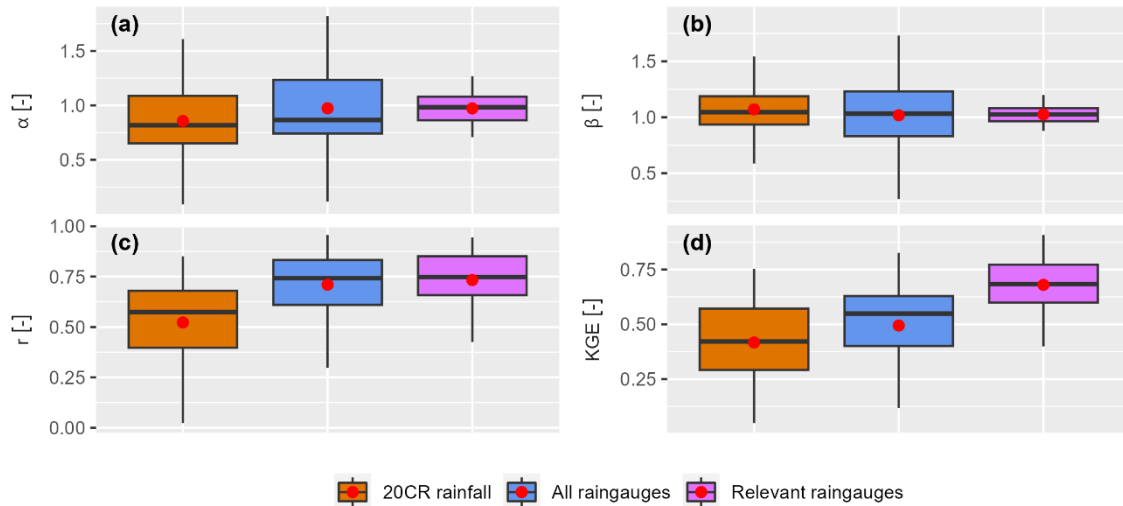 (a)
α [-]
1.5
1.0
0.5
(b)
β [-]
1.5
1.0
0.5
(c)
r [-]
1.00
0.75
0.50
0.25
0.00
(d)
KGE [-]
0.75
0.50
0.25
20CR rainfall All raingauges Relevant raingauges